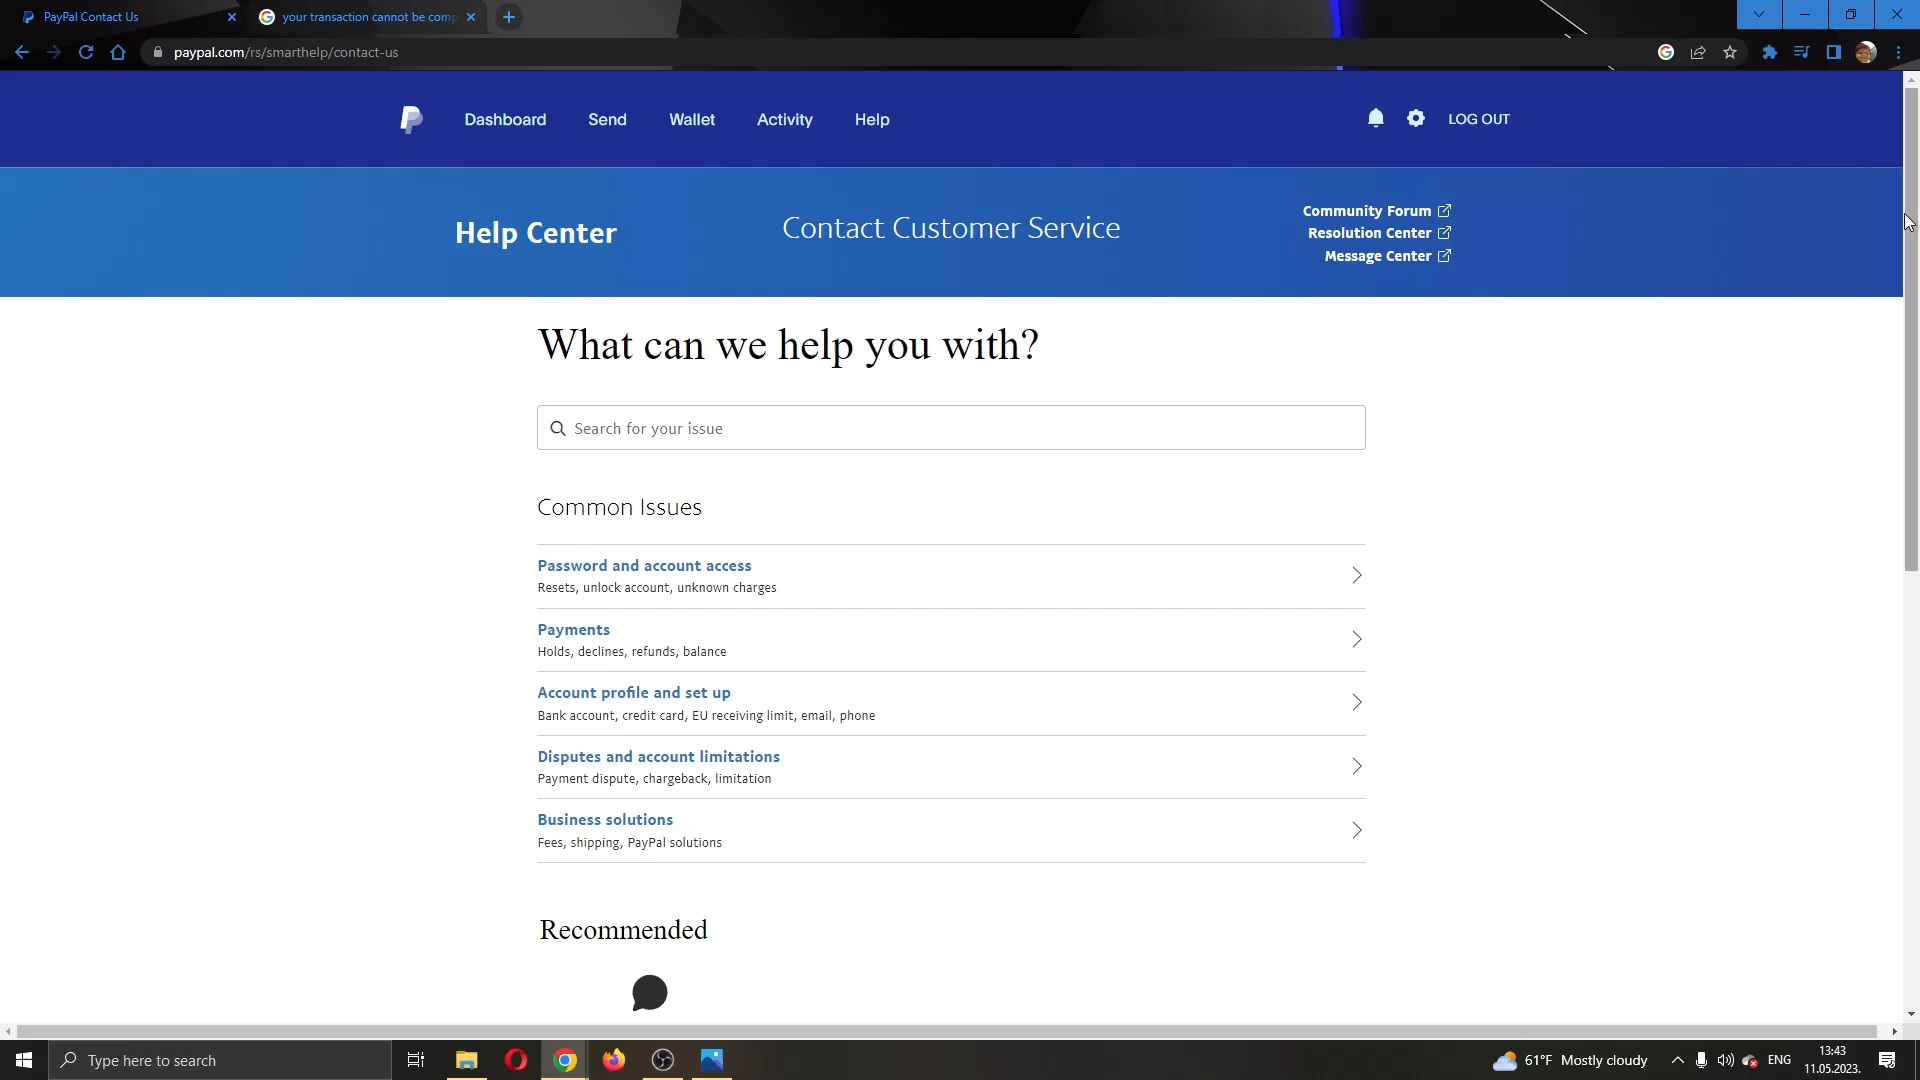 PayPal Contact Us
your transaction cannot be comp
paypal.com/rs/smarthelp/contact-us
Dashboard
Send
Wallet
Activity
Help
LOG OUT
Help Center
Contact Customer Service
Community Forum
Resolution Center
Message Center
What can we help you with?
Search for your issue
Common Issues
Password and account access
Resets, unlock account, unknown charges
Payments
Holds, declines, refunds, balance
Account profile and set up
Bank account, credit card, EU receiving limit, email, phone
Disputes and account limitations
Payment dispute, chargeback, limitation
Business solutions
Fees, shipping, PayPal solutions
Recommended
Type here to search
61°F Mostly cloudy
ENG
13:43
11.05.2023.